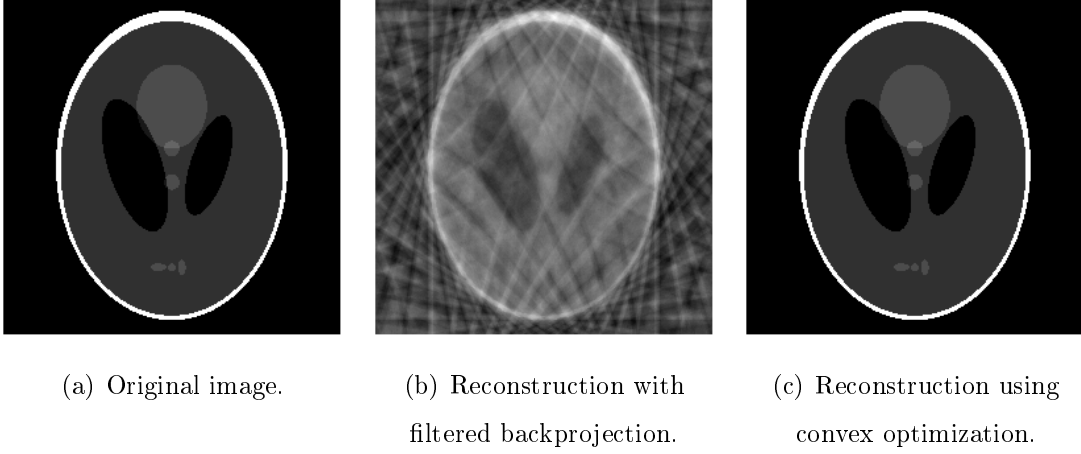 (a) Original image.
(b) Reconstruction with
filtered backprojection.
(c) Reconstruction using
convex optimization.